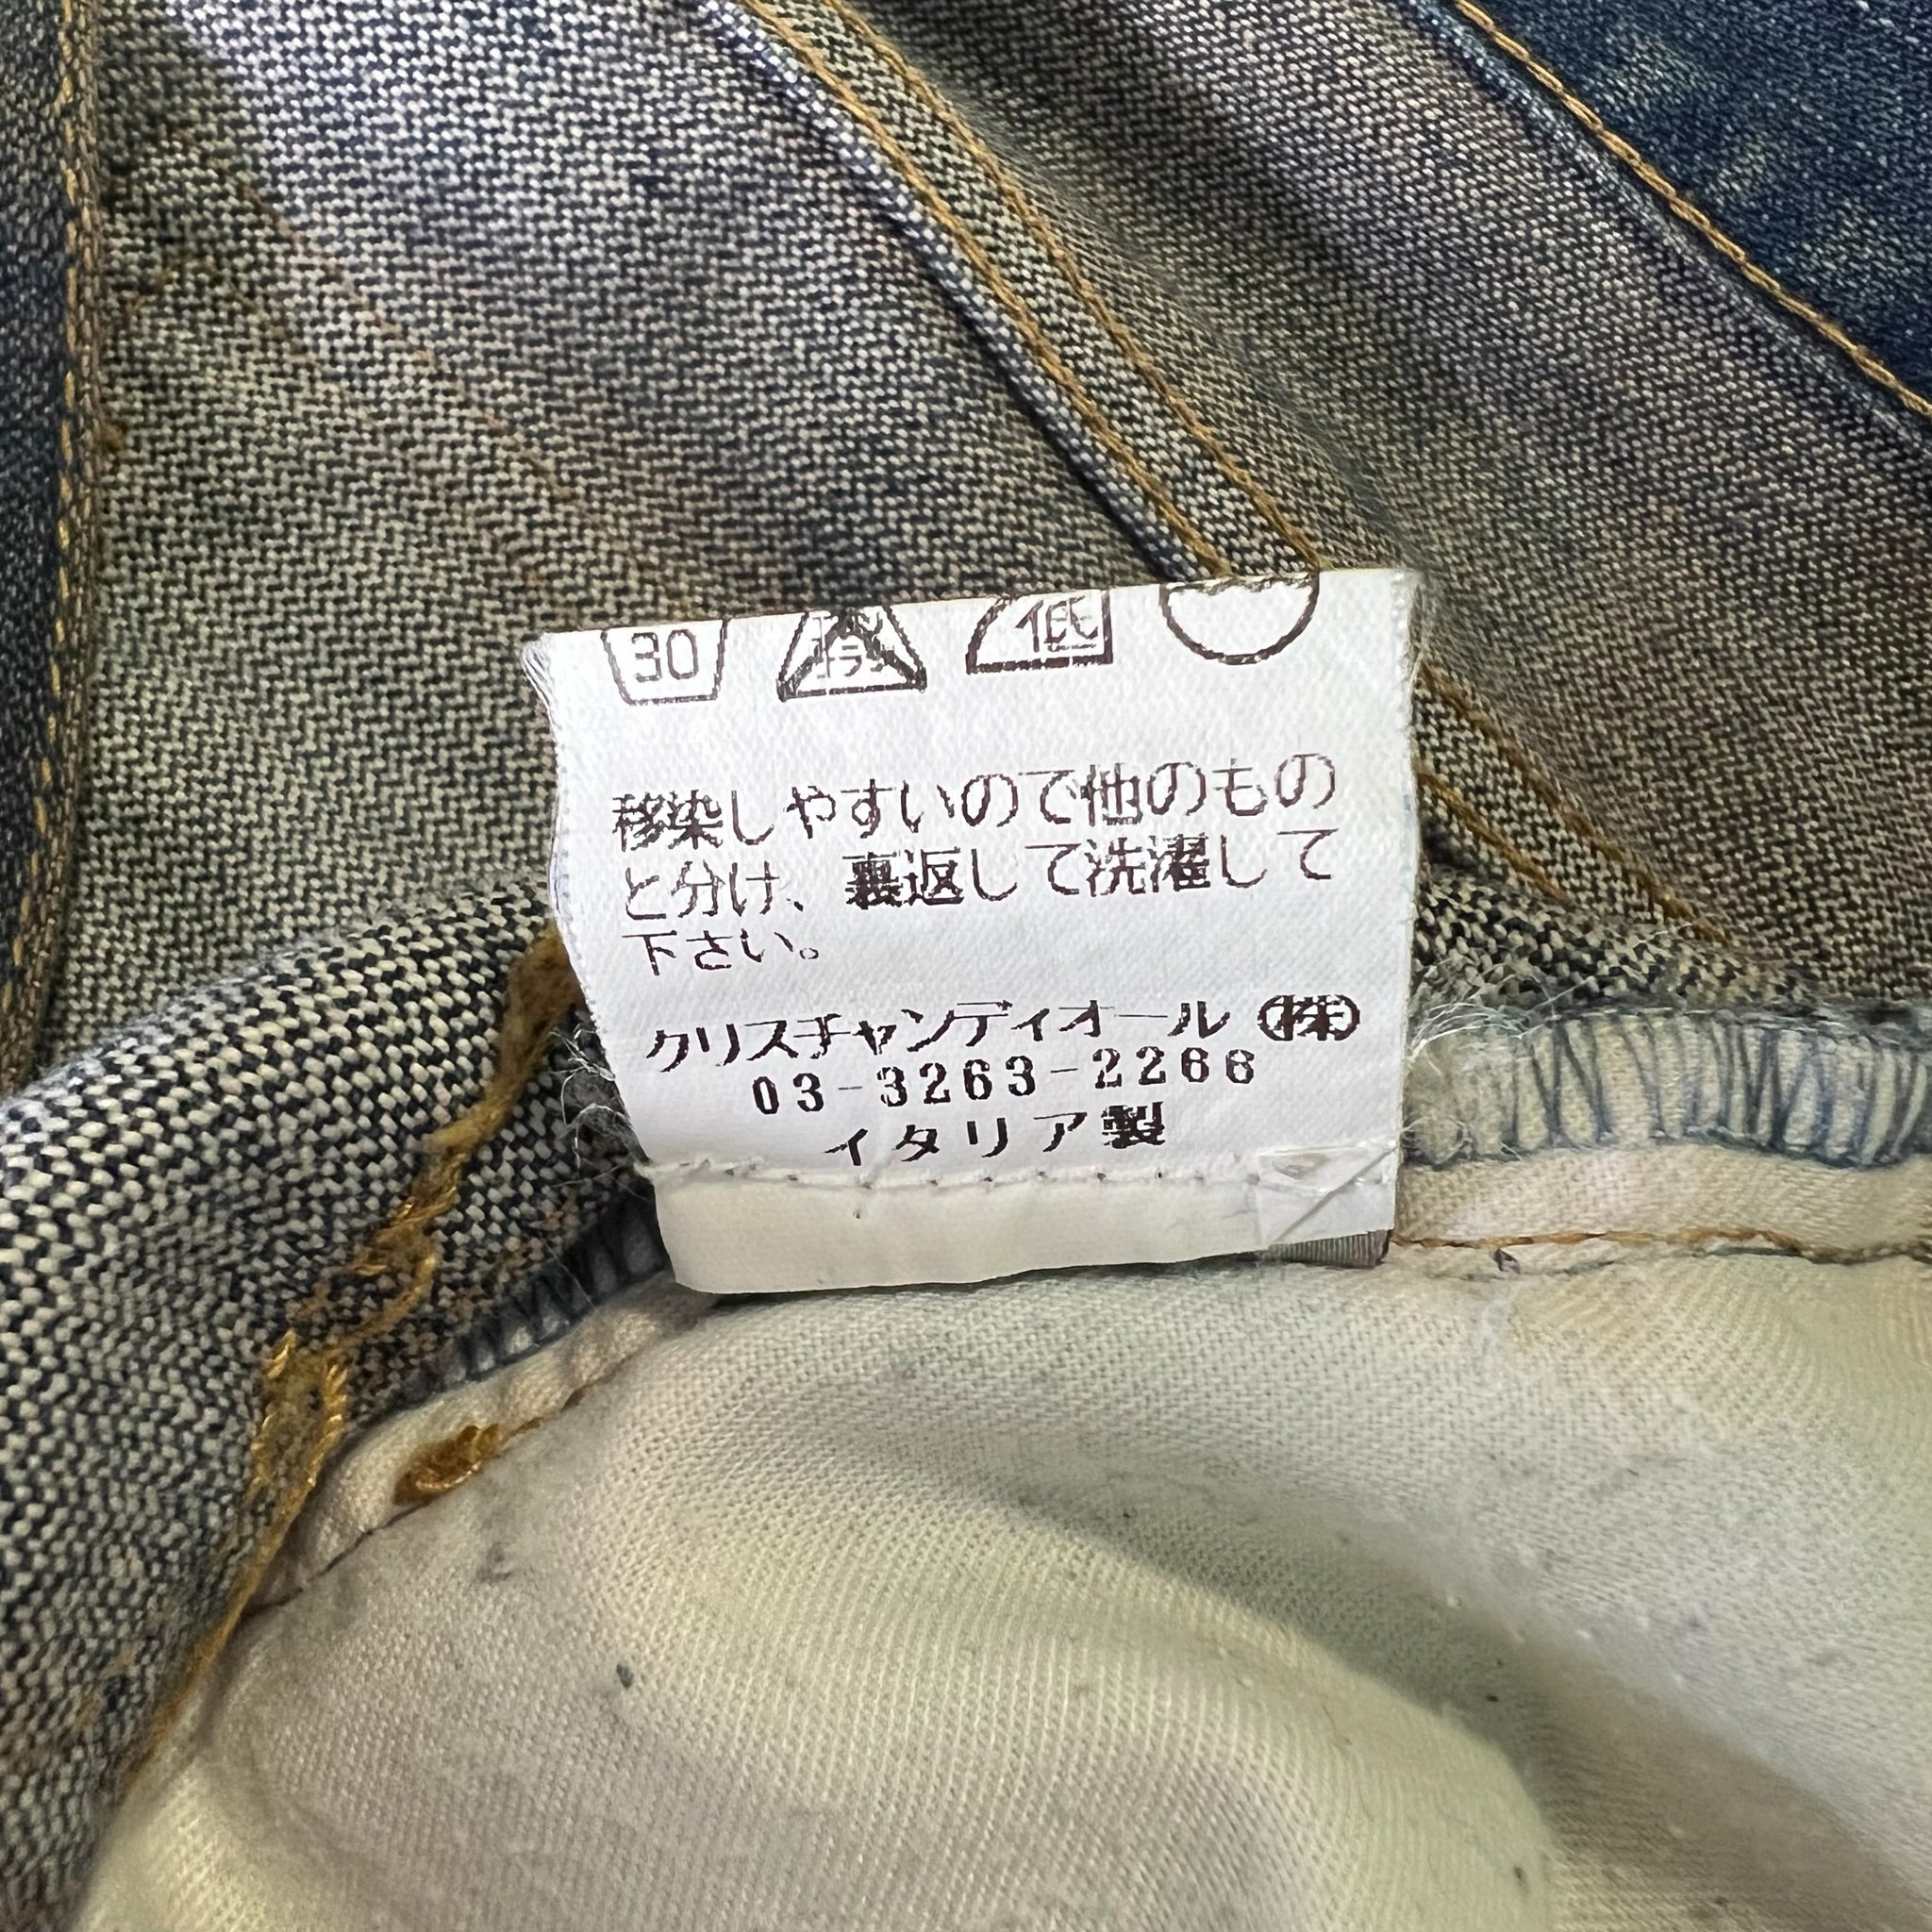 30 低
移染しやすいので他のもの
と分け、裏返して洗濯して
下さい。
クリスチャンディオール ㈱
03-3263-2266
イタリア製